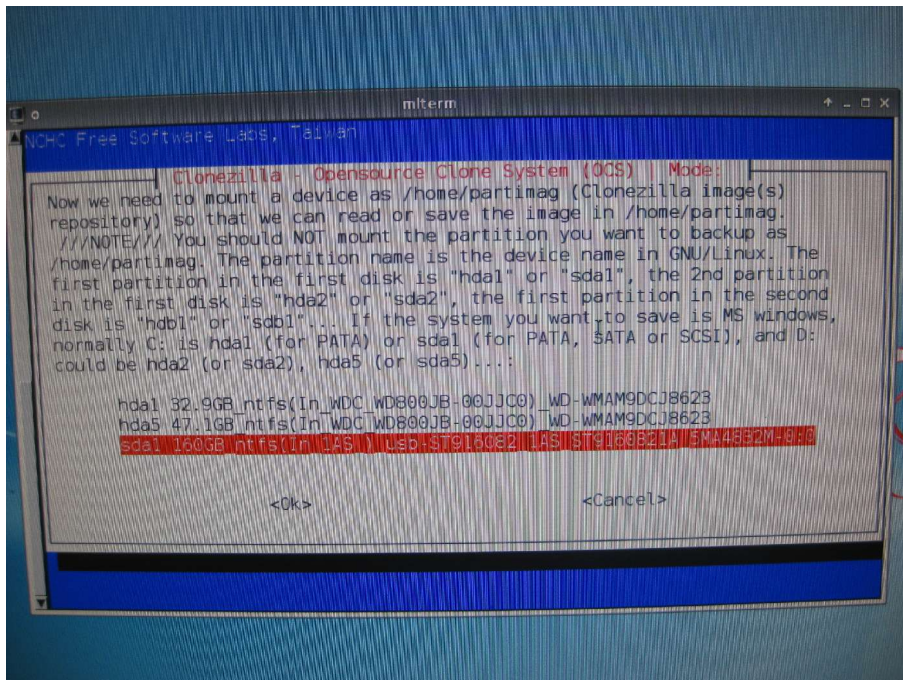 mlterm
NCHC Free Software Labs, Taiwan
Clonezilla - Opensource Clone System (OCS) | Mode:
Now we need to mount a device as /home/partimag (Clonezilla image(s)
repository) so that we can read or save the image in /home/partimag.
///NOTE/// You should NOT mount the partition you want to backup as
/home/partimag. The partition name is the device name in GNU/Linux. The
first partition in the first disk is "hda1" or "sda1", the 2nd partition
in the first disk is "hda2" or "sda2", the first partition in the second
disk is "hdb1" or "sdb1"... If the system you want to save is MS windows,
normally C: is hda1 (for PATA) or sda1 (for PATA, SATA or SCSI), and D:
could be hda2 (or sda2), hda5 (or sda5)...:
hda1 32.9GB_ntfs(In_WDC_WD800JB-00JJC0)_WD-WMAM9DCJ8623
hda5 47.1GB_ntfs(In_WDC_WD800JB-00JJC0)_WD-WMAM9DCJ8623
sda1 160GB_ntfs(In_1AS_)_usb-ST916082_1AS_ST9160821A_5MA4832M-0:0
<Ok> <Cancel>